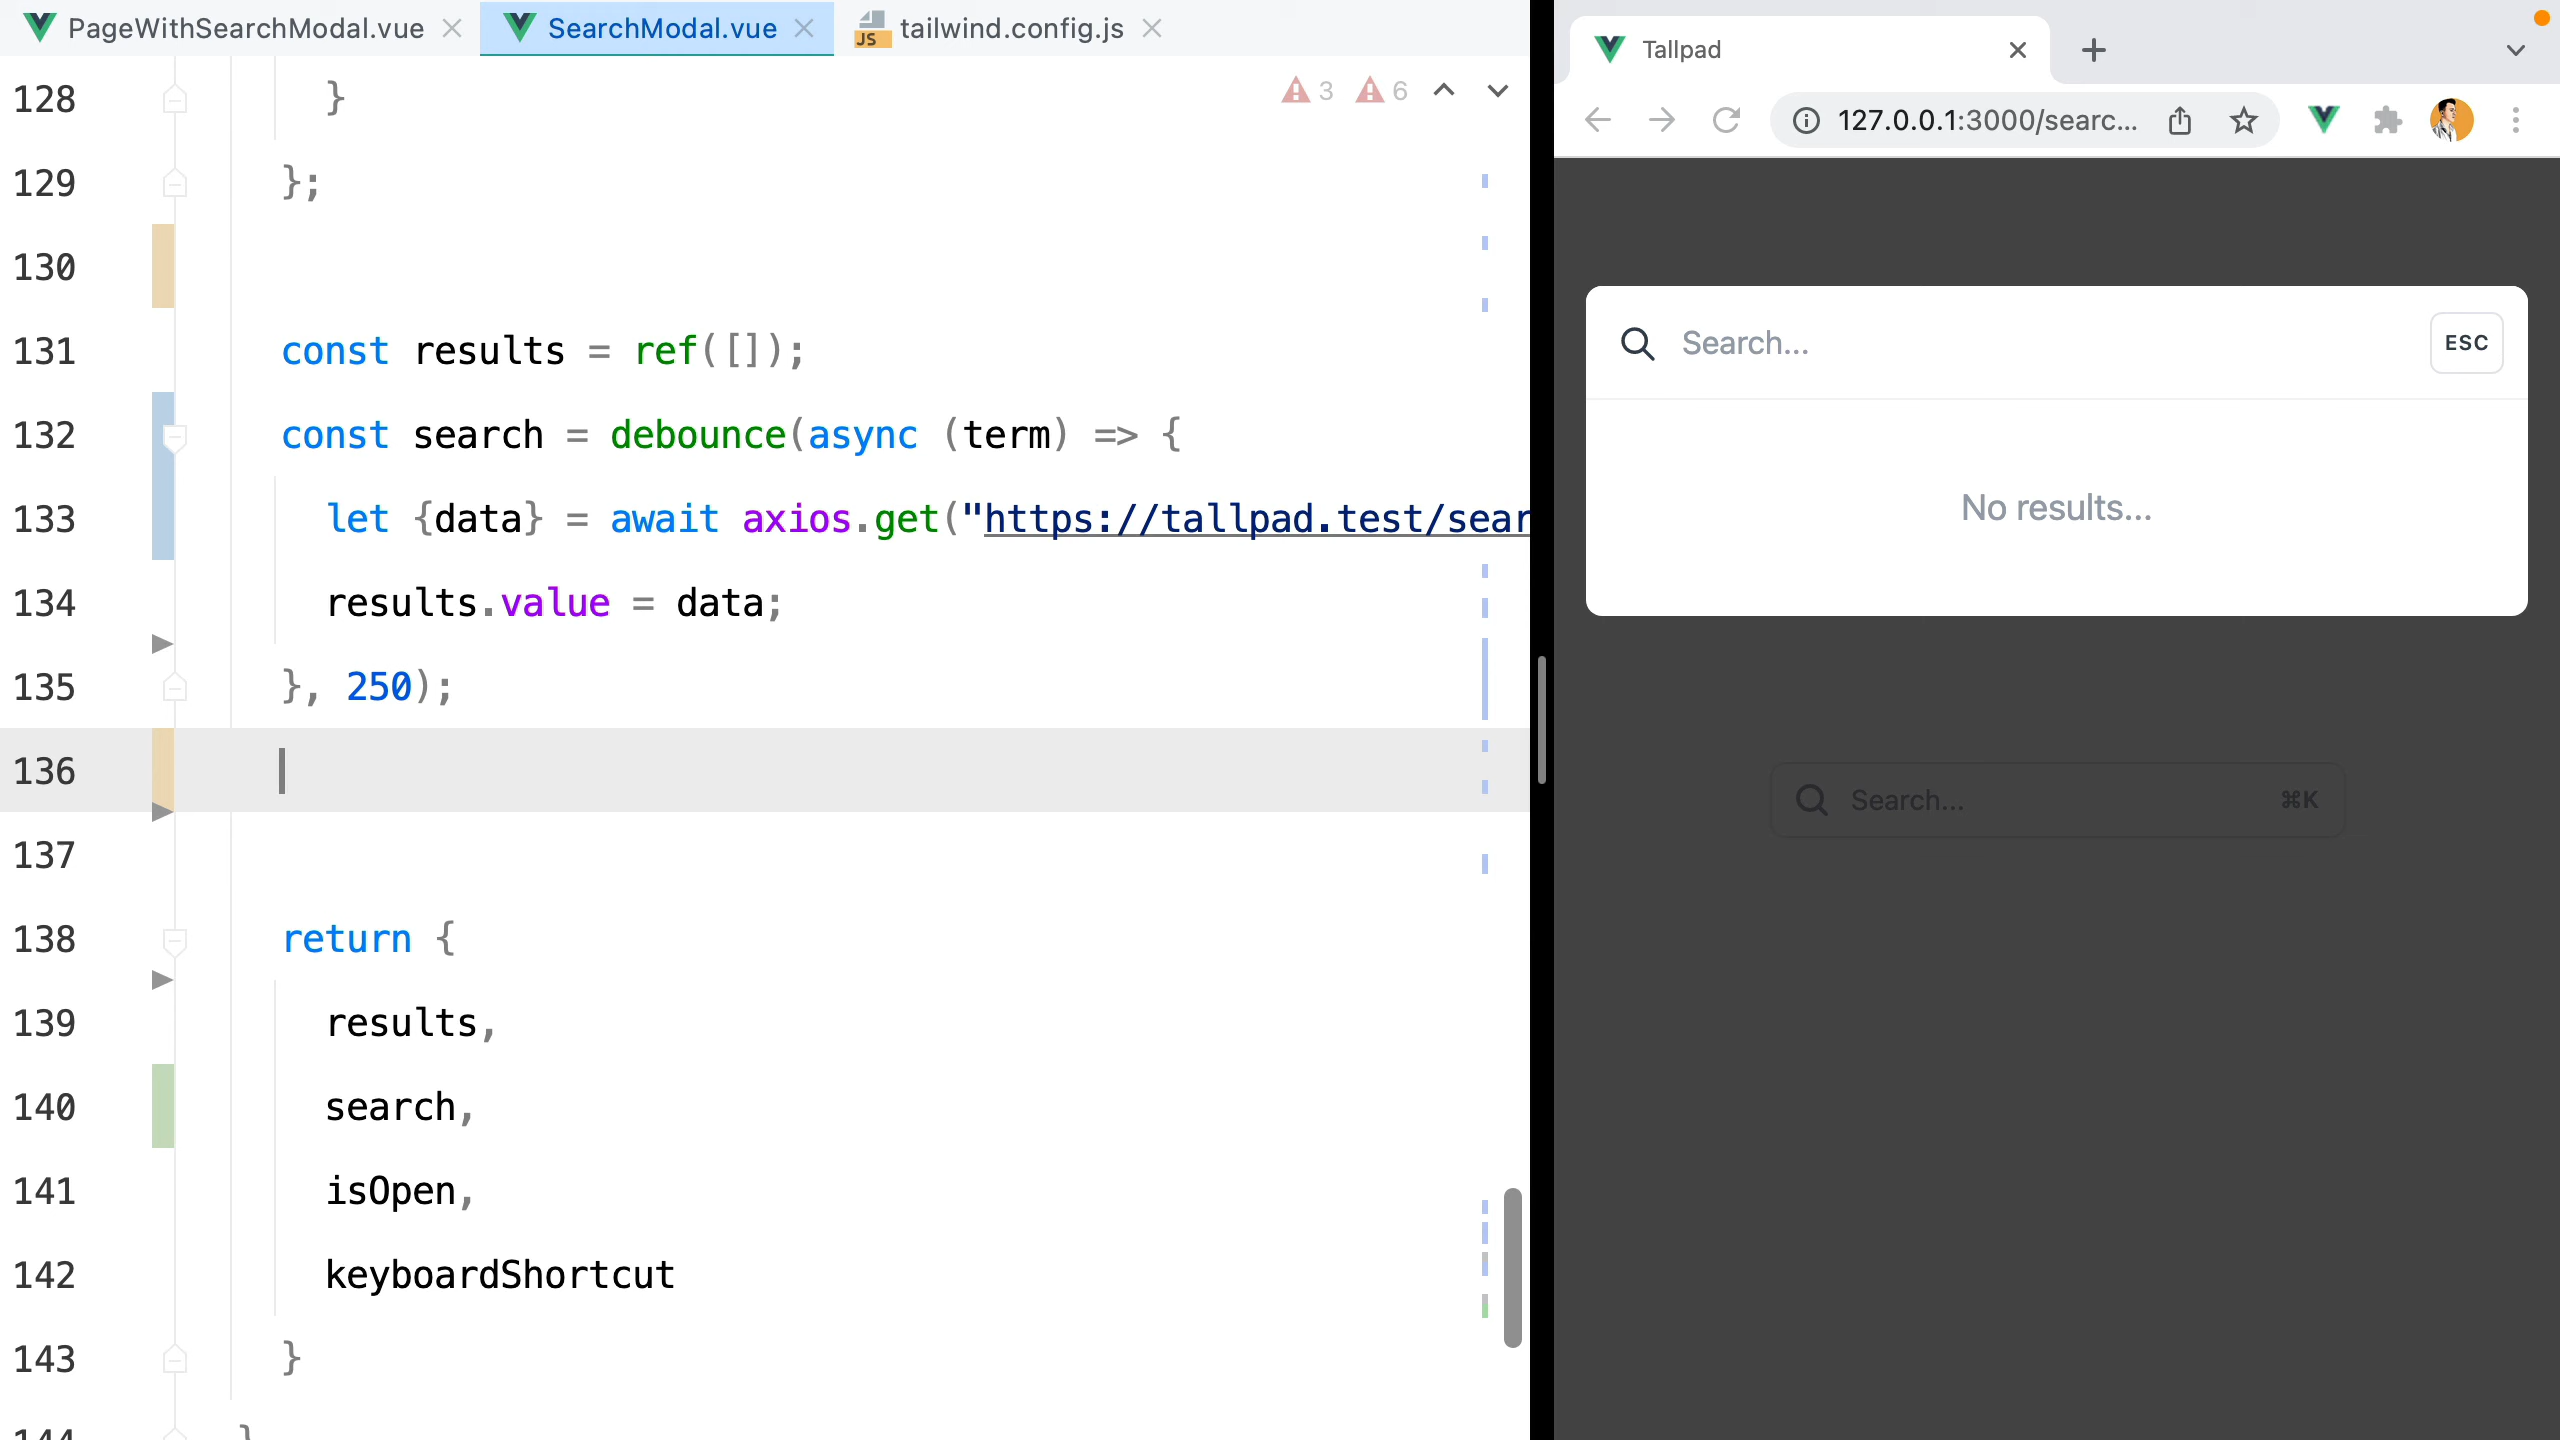 PageWithSearchModal.vue
SearchModal.vue
JS tailwind.config.js
3 6
128 }
129 };
130
131 const results = ref([]);
132 const search = debounce(async (term) => {
133 let {data} = await axios.get("https://tallpad.test/sear
134 results.value = data;
135 }, 250);
136
137
138 return {
139 results,
140 search,
141 isOpen,
142 keyboardShortcut
143 }
144 }
Tallpad
127.0.0.1:3000/searc...
Search...
ESC
No results...
Search...
⌘K